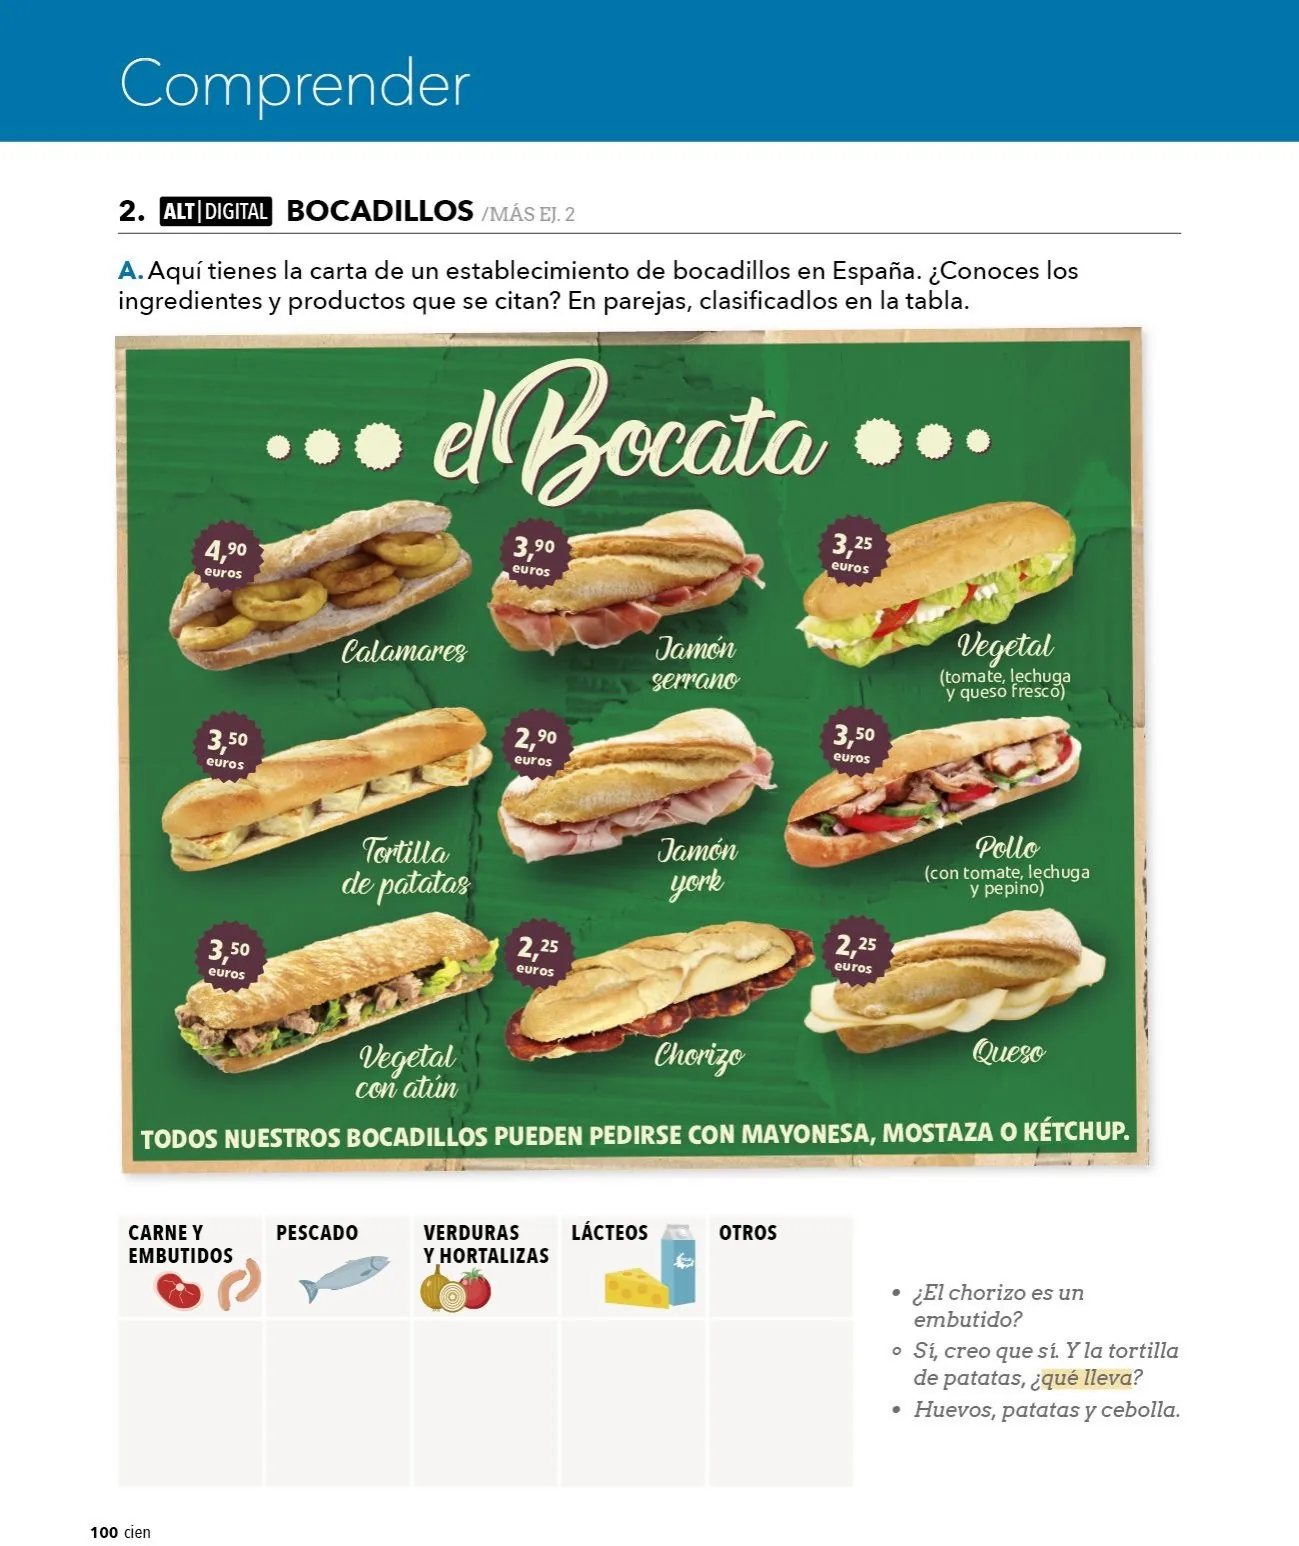 Comprender
2. ALT|DIGITAL BOCADILLOS /MÁS EJ. 2
A. Aquí tienes la carta de un establecimiento de bocadillos en España. ¿Conoces los
ingredientes y productos que se citan? En parejas, clasificadlos en la tabla.
el Bocata
4,90
euros
Calamares
3,90
euros
Jamón
serrano
3,25
euros
Vegetal
(tomate, lechuga
y queso fresco)
3,50
euros
Tortilla
de patatas
2,90
euros
Jamón
york
3,50
euros
Pollo
(con tomate, lechuga
y pepino)
3,50
euros
Vegetal
con atún
2,25
euros
Chorizo
2,25
euros
Queso
TODOS NUESTROS BOCADILLOS PUEDEN PEDIRSE CON MAYONESA, MOSTAZA O KÉTCHUP.
CARNE Y
EMBUTIDOS
PESCADO
VERDURAS
Y HORTALIZAS
LÁCTEOS
OTROS
• ¿El chorizo es un
embutido?
○ Sí, creo que sí. Y la tortilla
de patatas, ¿qué lleva?
• Huevos, patatas y cebolla.
100 cien